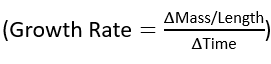 (Growth Rate = ΔMass/Length / ΔTime)